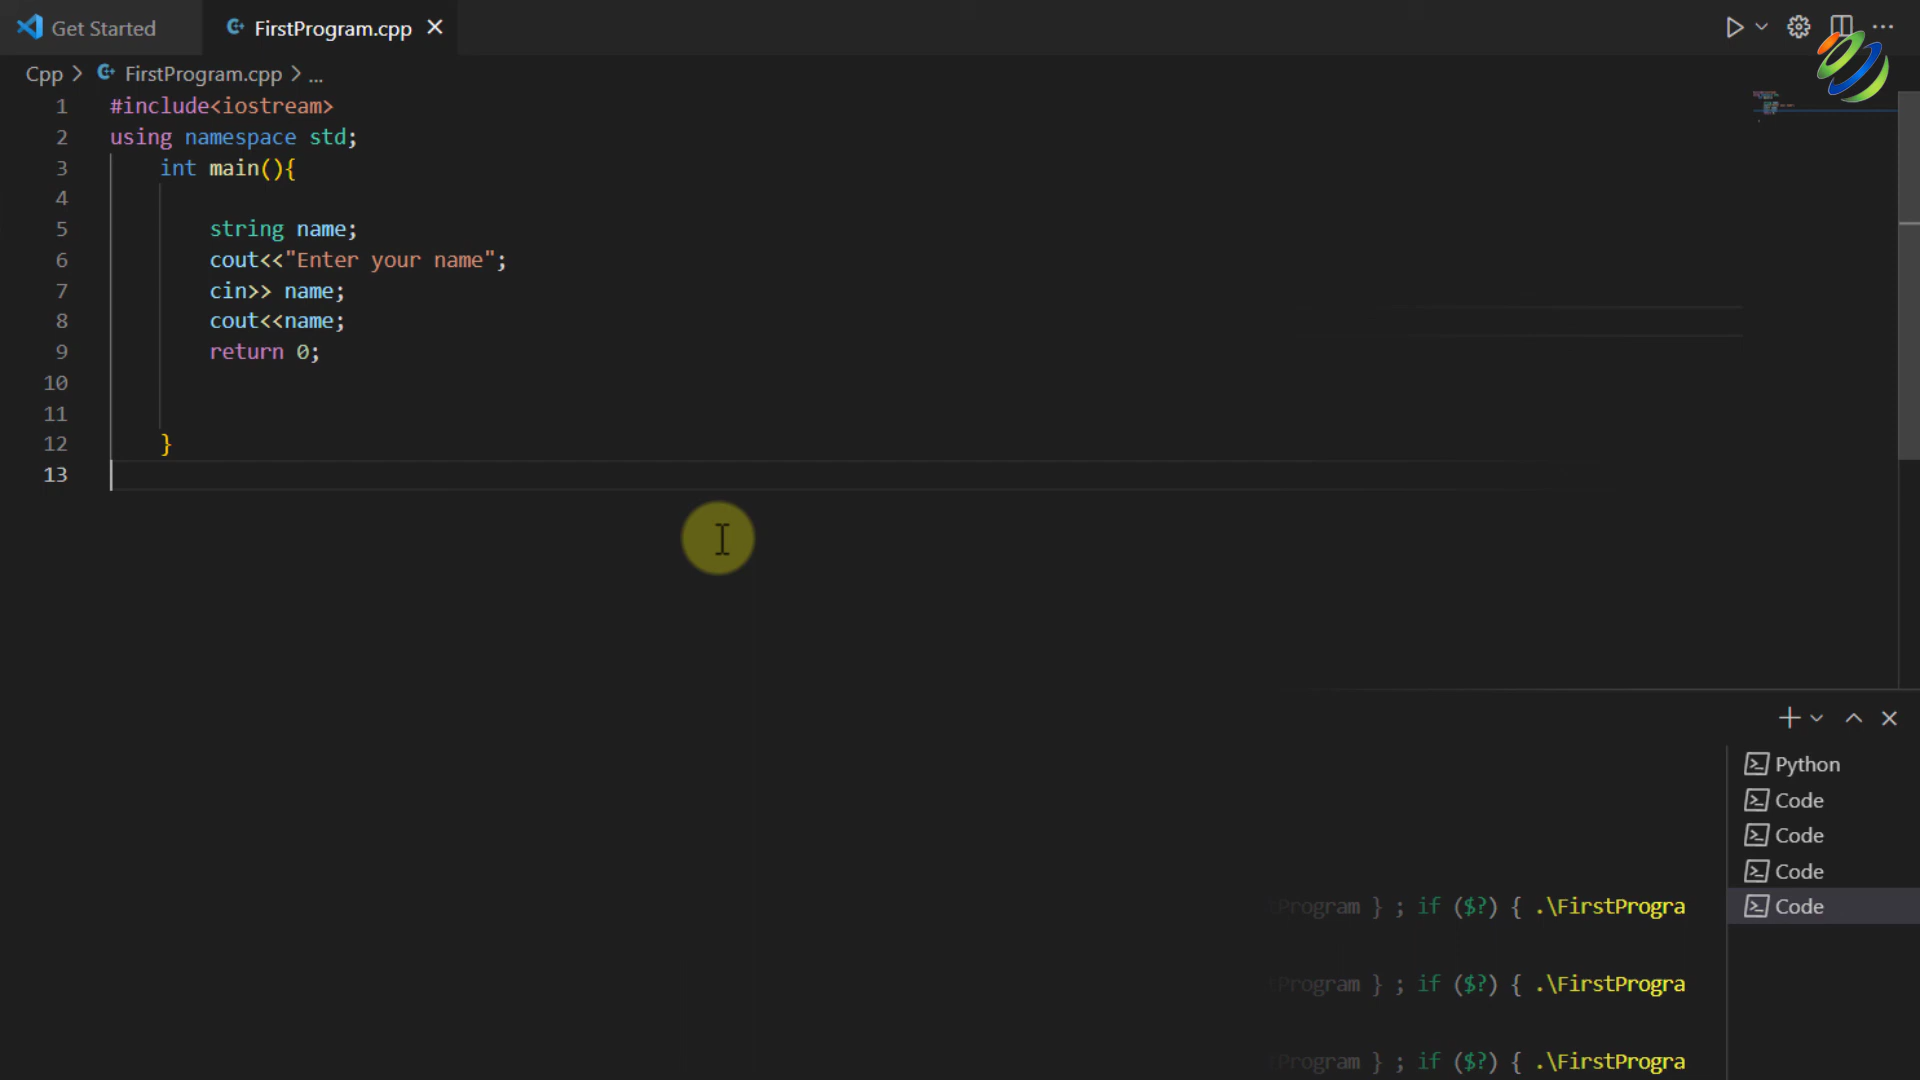 Get Started
FirstProgram.cpp
Cpp > FirstProgram.cpp > ...
1 #include<iostream>
2 using namespace std;
3 int main(){
4
5 string name;
6 cout<<"Enter your name";
7 cin>> name;
8 cout<<name;
9 return 0;
10
11
12 }
13
Python
Code
Code
Code
Code
Program } ; if ($?) { .\FirstProgra
Program } ; if ($?) { .\FirstProgra
Program } ; if ($?) { .\FirstProgra